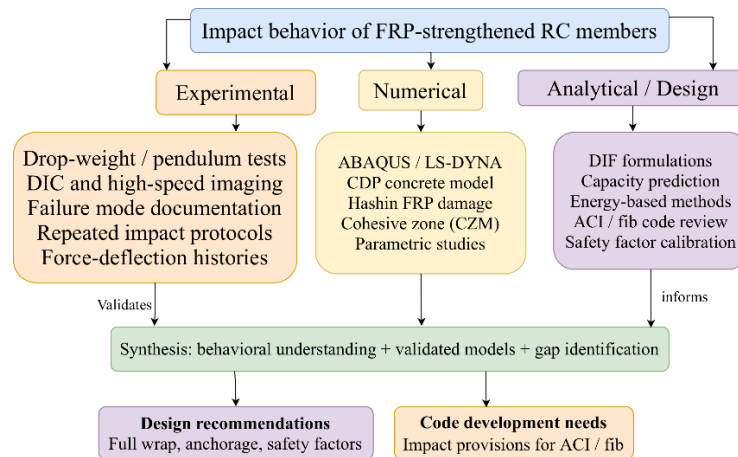 Impact behavior of FRP-strengthened RC members
Experimental
Numerical
Analytical / Design
Drop-weight / pendulum tests
DIC and high-speed imaging
Failure mode documentation
Repeated impact protocols
Force-deflection histories
ABAQUS / LS-DYNA
CDP concrete model
Hashin FRP damage
Cohesive zone (CZM)
Parametric studies
DIF formulations
Capacity prediction
Energy-based methods
ACI / fib code review
Safety factor calibration
Validates
informs
Synthesis: behavioral understanding + validated models + gap identification
Design recommendations
Full wrap, anchorage, safety factors
Code development needs
Impact provisions for ACI / fib